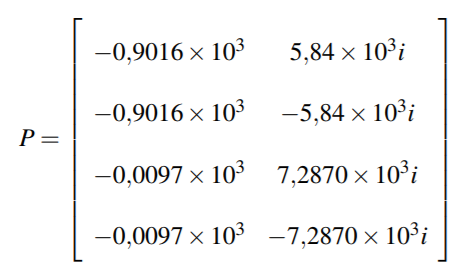 −0,9016 × 10³ 5,84 × 10³i
−0,9016 × 10³ −5,84 × 10³i
P =
−0,0097 × 10³ 7,2870 × 10³i
−0,0097 × 10³ −7,2870 × 10³i